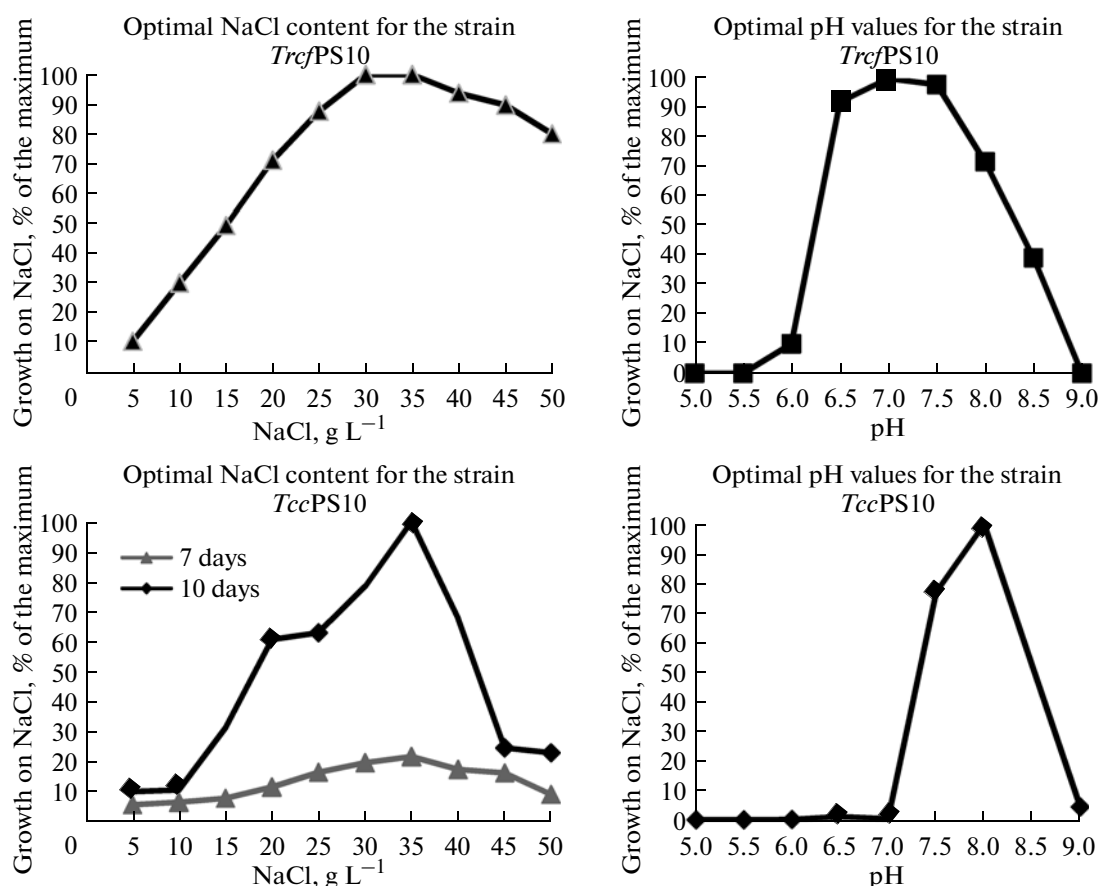 Optimal NaCl content for the strain
TrcfPS10
Growth on NaCl, % of the maximum
100
90
80
70
60
50
40
30
20
10
0
5 10 15 20 25 30 35 40 45 50
NaCl, g L−1
Optimal pH values for the strain
TrcfPS10
Growth on NaCl, % of the maximum
100
90
80
70
60
50
40
30
20
10
0
5.0 5.5 6.0 6.5 7.0 7.5 8.0 8.5 9.0
pH
Optimal NaCl content for the strain
TccPS10
Growth on NaCl, % of the maximum
100
90
80
70
60
50
40
30
20
10
0
7 days
10 days
5 10 15 20 25 30 35 40 45 50
NaCl, g L−1
Optimal pH values for the strain
TccPS10
Growth on NaCl, % of the maximum
100
90
80
70
60
50
40
30
20
10
0
5.0 5.5 6.0 6.5 7.0 7.5 8.0 8.5 9.0
pH